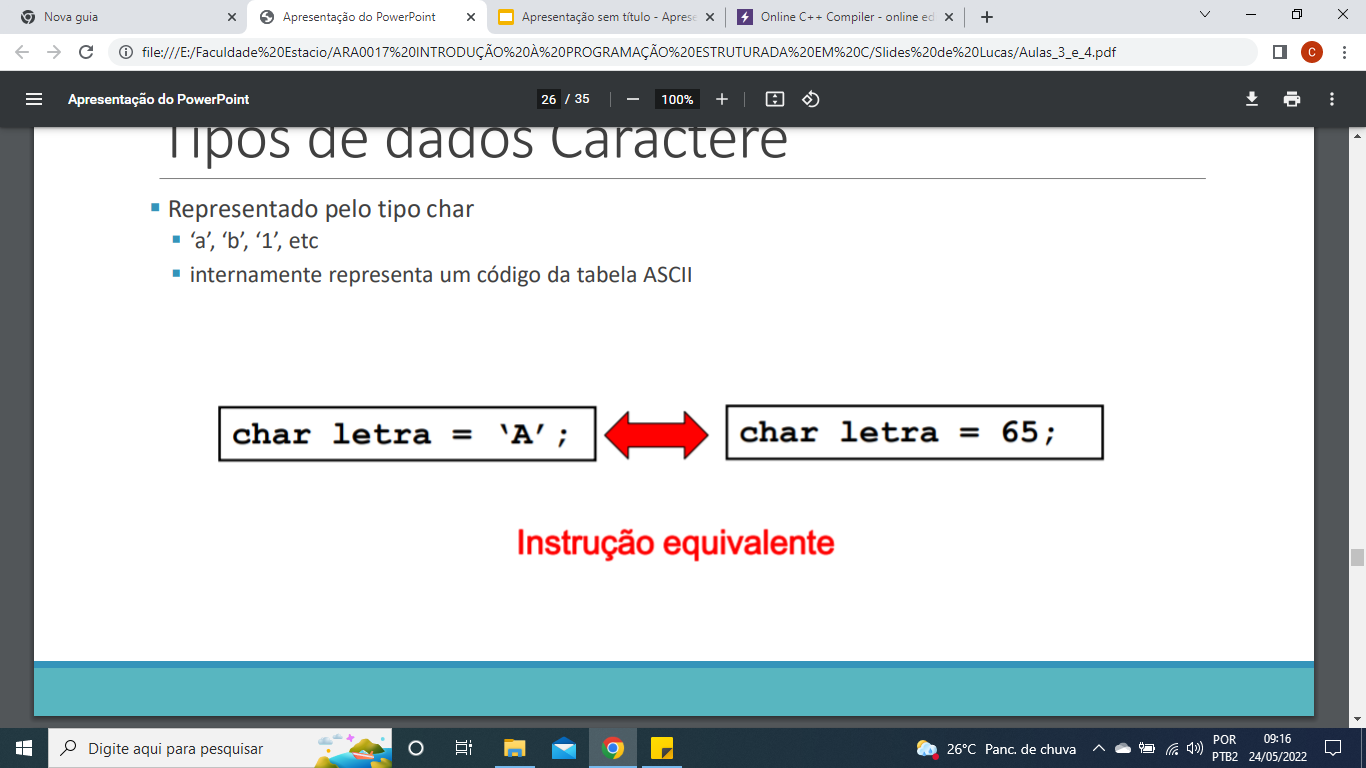 Nova guia
Apresentação do PowerPoint
Apresentação sem título - Aprese
Online C++ Compiler - online ed
file:///E:/Faculdade%20Estacio/ARA0017%20INTRODUÇÃO%20À%20PROGRAMAÇÃO%20ESTRUTURADA%20EM%20C/Slides%20de%20Lucas/Aulas_3_e_4.pdf
C
Apresentação do PowerPoint
26 / 35
100%
Tipos de dados Caractere
Representado pelo tipo char
‘a’, ‘b’, ‘1’, etc
internamente representa um código da tabela ASCII
char letra = ‘A’;
char letra = 65;
Instrução equivalente
Digite aqui para pesquisar
26°C Panc. de chuva
POR
PTB2
09:16
24/05/2022